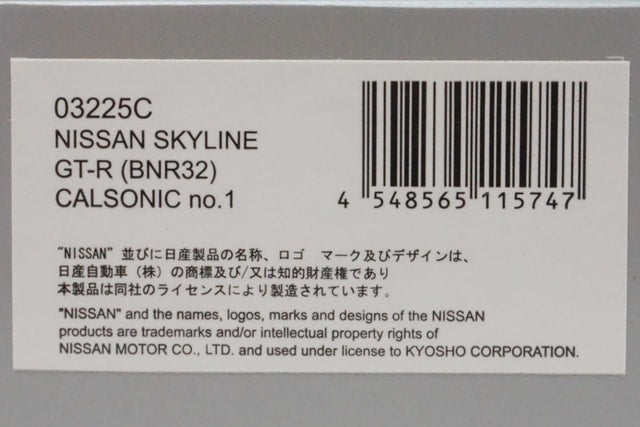 03225C
NISSAN SKYLINE
GT-R (BNR32)
CALSONIC no.1
4 548565 115747
"NISSAN" 並びに日産製品の名称、ロゴ　マーク及びデザインは、
日産自動車（株）の商標及び/又は知的財産権であり
本製品は同社のライセンスにより製造されています。
"NISSAN" and the names, logos, marks and designs of the NISSAN
products are trademarks and/or intellectual property rights of
NISSAN MOTOR CO., LTD. and used under license to KYOSHO CORPORATION.